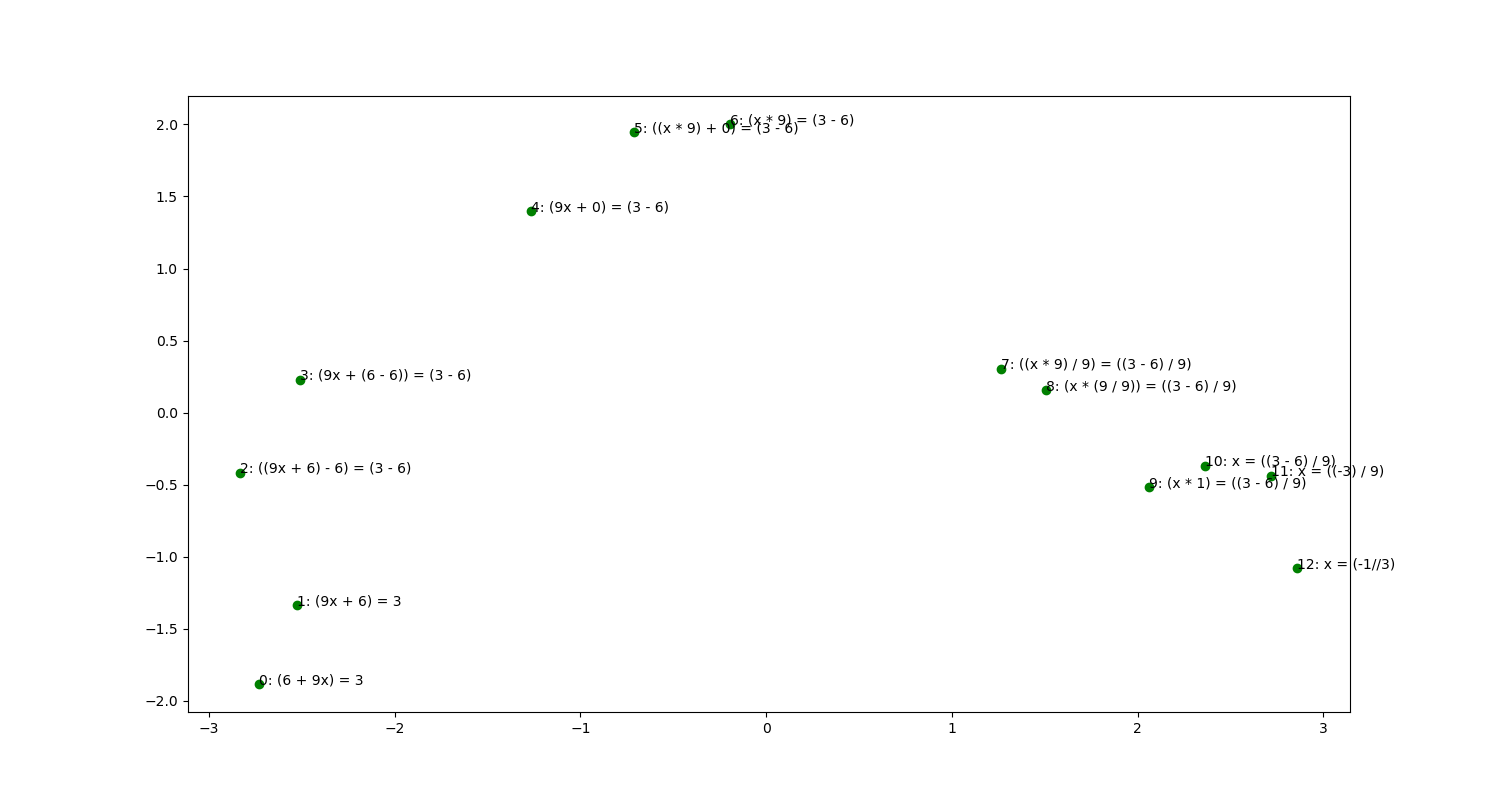 2.0
1.5
1.0
0.5
0.0
−0.5
−1.0
−1.5
−2.0
6: (x * 9) = (3 - 6)
5: ((x * 9) + 0) = (3 - 6)
4: (9x + 0) = (3 - 6)
7: ((x * 9) / 9) = ((3 - 6) / 9)
3: (9x + (6 - 6)) = (3 - 6)
8: (x * (9 / 9)) = ((3 - 6) / 9)
10: x = ((3 - 6) / 9)
2: ((9x + 6) - 6) = (3 - 6)
11: x = ((-3) / 9)
9: (x * 1) = ((3 - 6) / 9)
12: x = (-1//3)
1: (9x + 6) = 3
0: (6 + 9x) = 3
−3 −2 −1 0 1 2 3